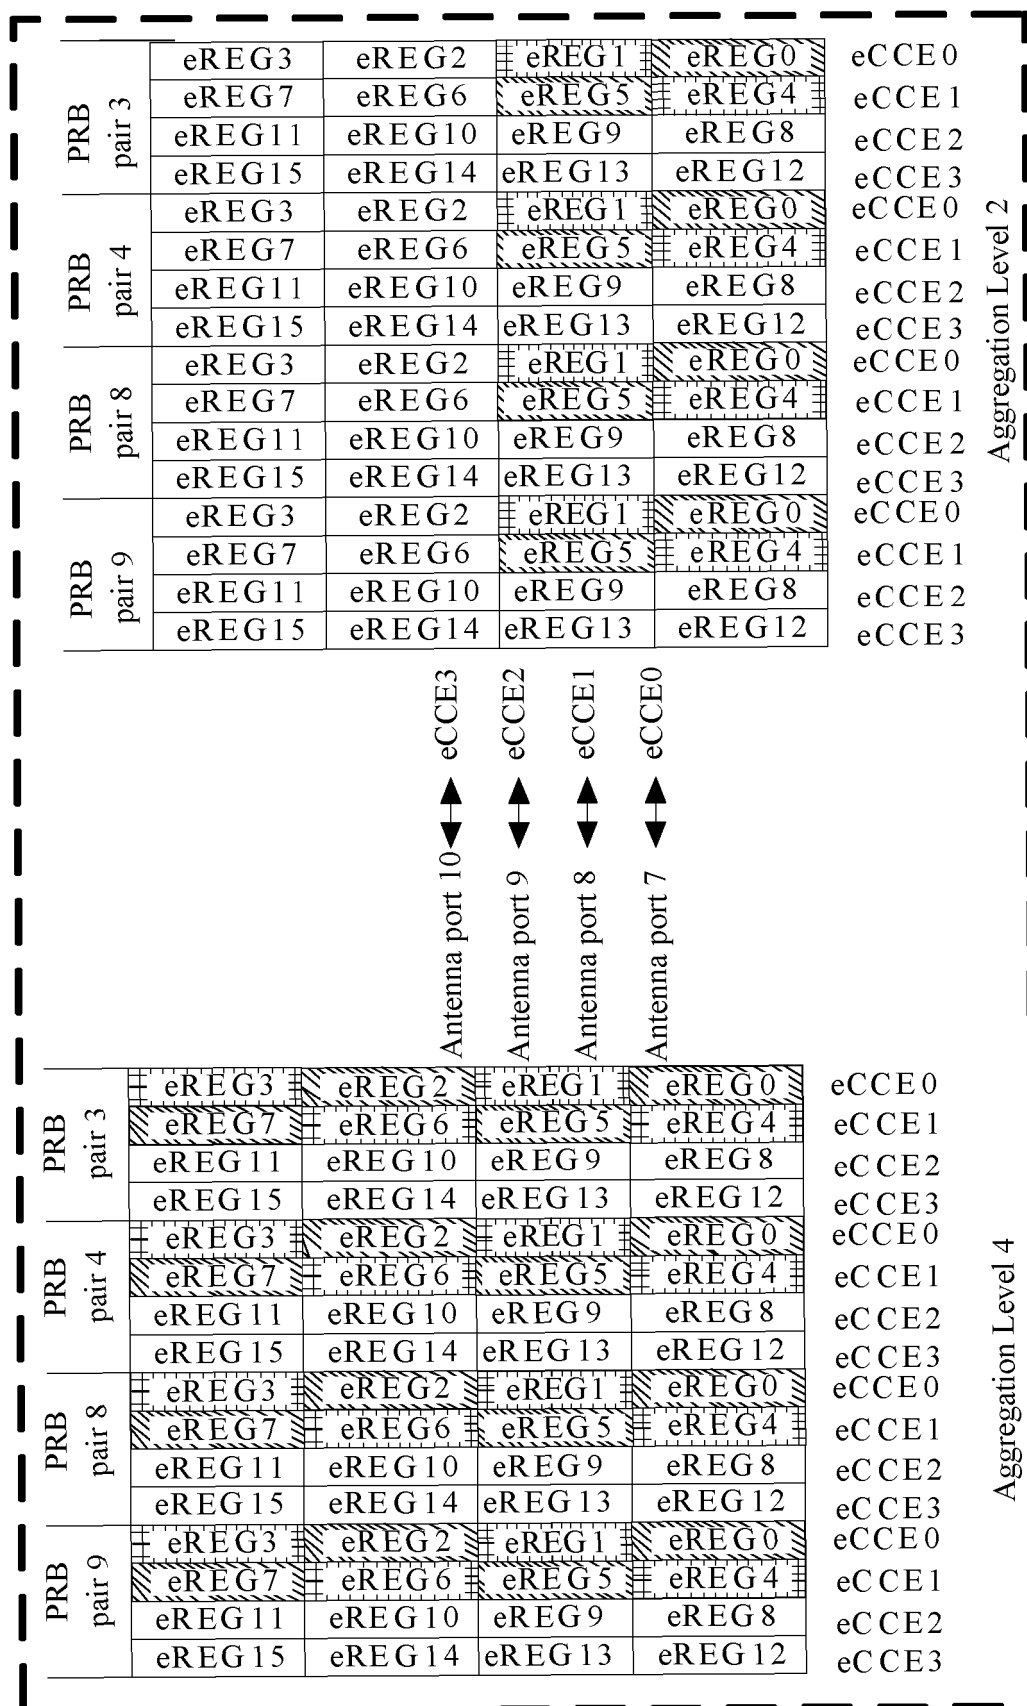 PRB pair 3
eREG3 eREG2 eREG1 eREG0 eCCE0
eREG7 eREG6 eREG5 eREG4 eCCE1
eREG11 eREG10 eREG9 eREG8 eCCE2
eREG15 eREG14 eREG13 eREG12 eCCE3
PRB pair 4
eREG3 eREG2 eREG1 eREG0 eCCE0
eREG7 eREG6 eREG5 eREG4 eCCE1
eREG11 eREG10 eREG9 eREG8 eCCE2
eREG15 eREG14 eREG13 eREG12 eCCE3
PRB pair 8
eREG3 eREG2 eREG1 eREG0 eCCE0
eREG7 eREG6 eREG5 eREG4 eCCE1
eREG11 eREG10 eREG9 eREG8 eCCE2
eREG15 eREG14 eREG13 eREG12 eCCE3
PRB pair 9
eREG3 eREG2 eREG1 eREG0 eCCE0
eREG7 eREG6 eREG5 eREG4 eCCE1
eREG11 eREG10 eREG9 eREG8 eCCE2
eREG15 eREG14 eREG13 eREG12 eCCE3
Aggregation Level 2
Antenna port 10 eCCE3
Antenna port 9 eCCE2
Antenna port 8 eCCE1
Antenna port 7 eCCE0
PRB pair 3
eREG3 eREG2 eREG1 eREG0 eCCE0
eREG7 eREG6 eREG5 eREG4 eCCE1
eREG11 eREG10 eREG9 eREG8 eCCE2
eREG15 eREG14 eREG13 eREG12 eCCE3
PRB pair 4
eREG3 eREG2 eREG1 eREG0 eCCE0
eREG7 eREG6 eREG5 eREG4 eCCE1
eREG11 eREG10 eREG9 eREG8 eCCE2
eREG15 eREG14 eREG13 eREG12 eCCE3
PRB pair 8
eREG3 eREG2 eREG1 eREG0 eCCE0
eREG7 eREG6 eREG5 eREG4 eCCE1
eREG11 eREG10 eREG9 eREG8 eCCE2
eREG15 eREG14 eREG13 eREG12 eCCE3
PRB pair 9
eREG3 eREG2 eREG1 eREG0 eCCE0
eREG7 eREG6 eREG5 eREG4 eCCE1
eREG11 eREG10 eREG9 eREG8 eCCE2
eREG15 eREG14 eREG13 eREG12 eCCE3
Aggregation Level 4